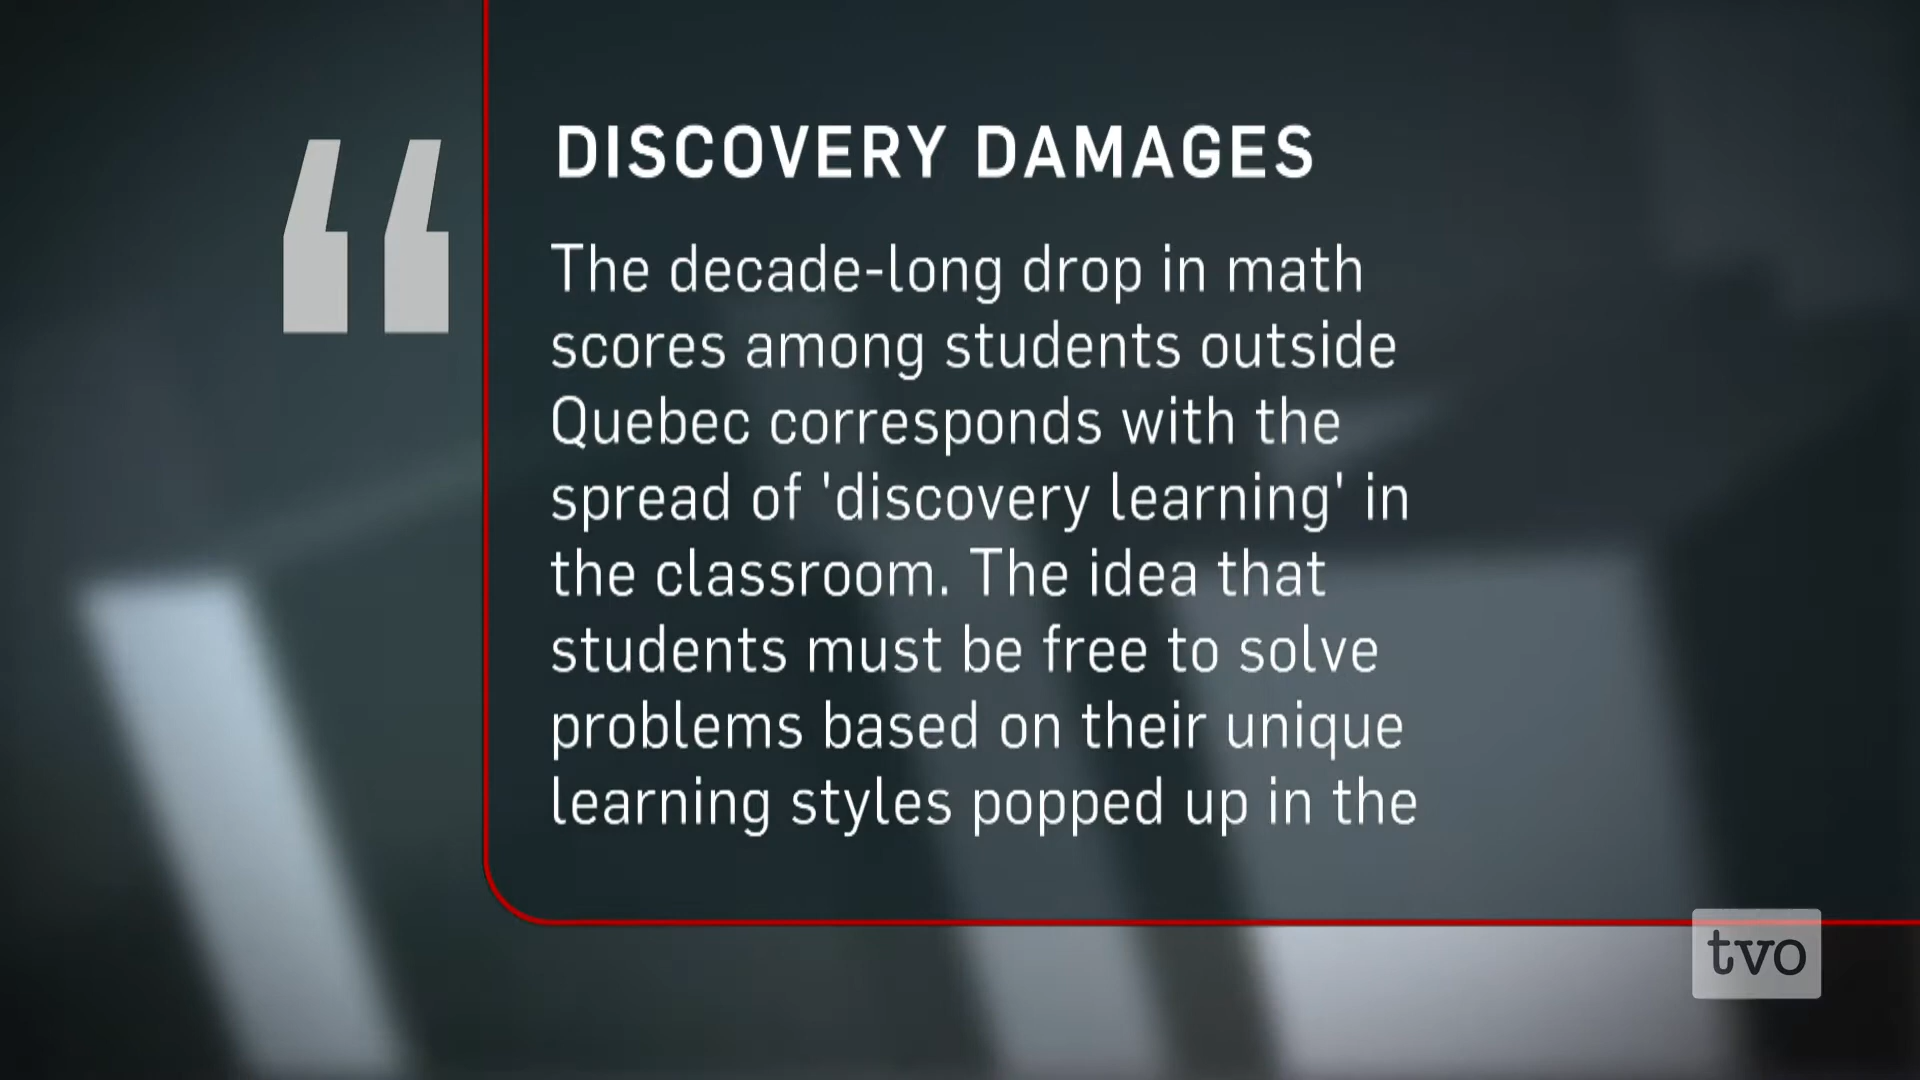 “
DISCOVERY DAMAGES
The decade-long drop in math
scores among students outside
Quebec corresponds with the
spread of 'discovery learning' in
the classroom. The idea that
students must be free to solve
problems based on their unique
learning styles popped up in the
tvo